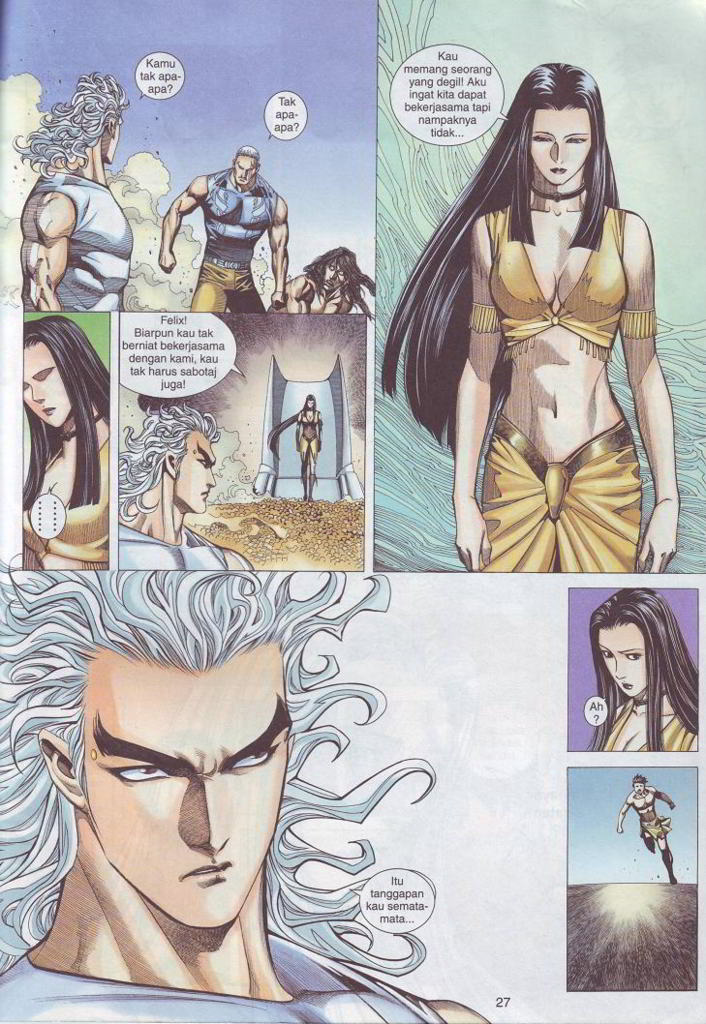 Kamu
tak apa-
apa?
Tak
apa-
apa?
Kau
memang seorang
yang degil! Aku
ingat kita dapat
bekerjasama tapi
nampaknya
tidak...
........
Felix!
Biarpun kau tak
berniat bekerjasama
dengan kami, kau
tak harus sabotaj
juga!
Ah
?
Itu
tanggapan
kau semata-
mata...
27